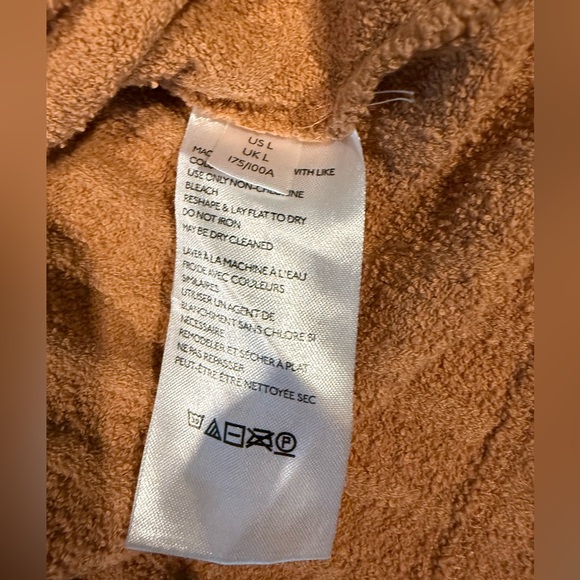 US L
UK L
175/100A
WITH LIKE
USE ONLY NON-
BLEACH
RESHAPE & LAY FLAT TO DRY
DO NOT IRON
MAY BE DRY CLEANED
LAVER À LA MACHINE À L'EAU
FROIDE AVEC COULEURS
SIMILAIRES
UTILISER UN AGENT DE
BLANCHIMENT SANS CHLORE SI
NECESSAIRE
REMODELER ET SÉCHER À PLAT
NE PAS REPASSER
PEUT-ÊTRE ÊTRE NETTOYÉE SEC
30
P